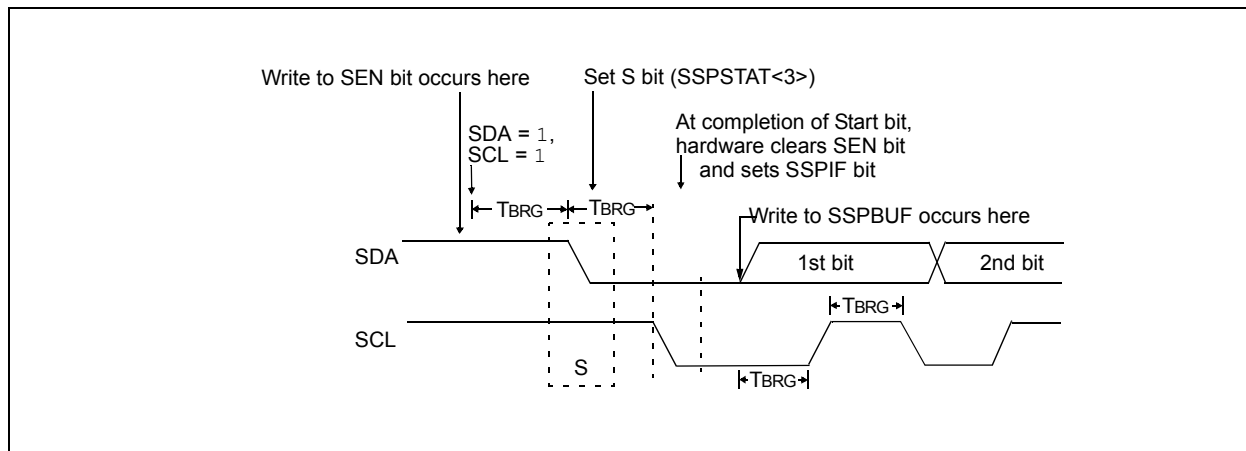 Write to SEN bit occurs here
Set S bit (SSPSTAT<3>)
SDA = 1,
SCL = 1
At completion of Start bit,
hardware clears SEN bit
and sets SSPIF bit
TBRG
TBRG
Write to SSPBUF occurs here
SDA
1st bit
2nd bit
TBRG
SCL
S
TBRG